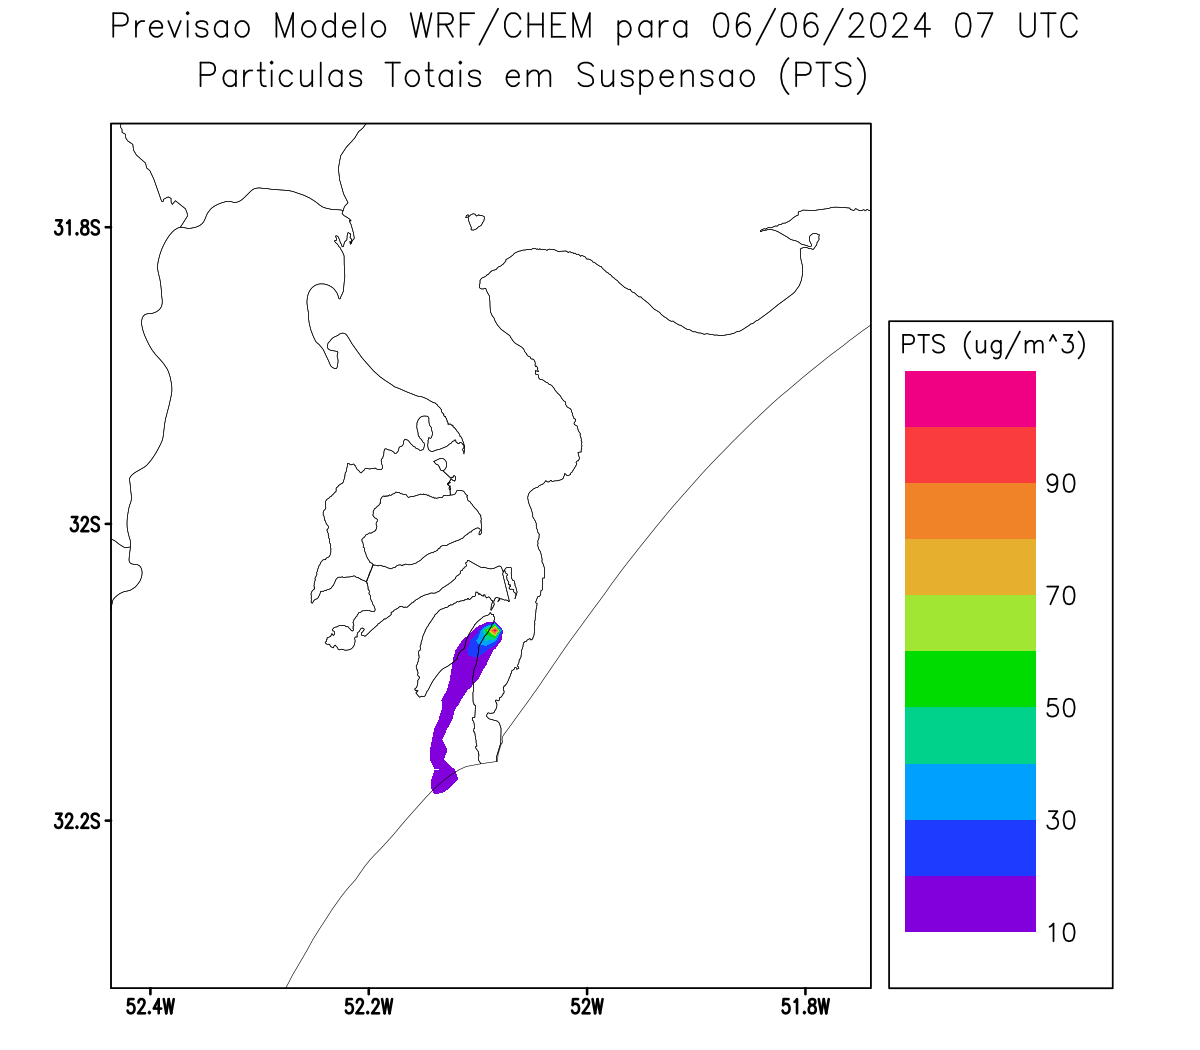 Previsao Modelo WRF/CHEM para 06/06/2024 07 UTC
Particulas Totais em Suspensao (PTS)
31.8S
32S
32.2S
52.4W
52.2W
52W
51.8W
PTS (ug/m^3)
90
70
50
30
10